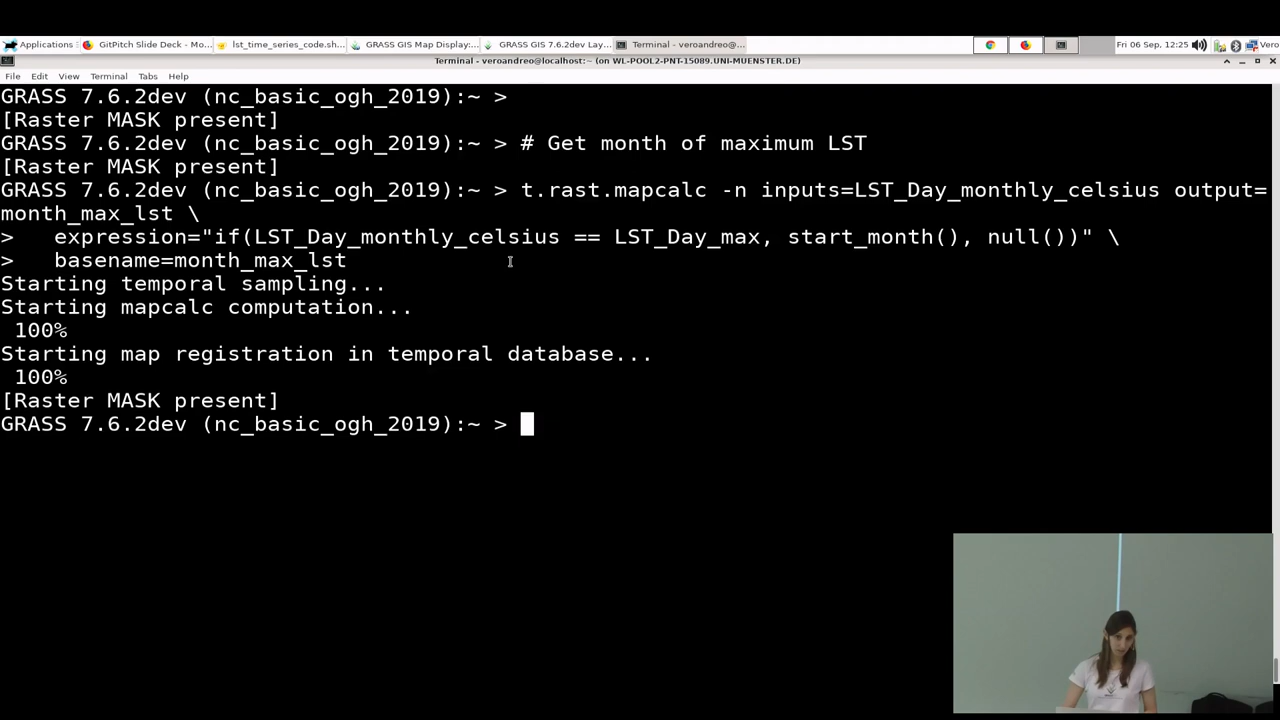 Applications
GitPitch Slide Deck - Mo...
lst_time_series_code.sh...
GRASS GIS Map Display:...
GRASS GIS 7.6.2dev Lay...
Terminal - veroandreo@...
Fri 06 Sep, 12:25
Vero
Terminal - veroandreo@localhost:~ (on WL-POOL2-PNT-15089.UNI-MUENSTER.DE)
File Edit View Terminal Tabs Help
GRASS 7.6.2dev (nc_basic_ogh_2019):~ >
[Raster MASK present]
GRASS 7.6.2dev (nc_basic_ogh_2019):~ > # Get month of maximum LST
[Raster MASK present]
GRASS 7.6.2dev (nc_basic_ogh_2019):~ > t.rast.mapcalc -n inputs=LST_Day_monthly_celsius output=
month_max_lst \
>   expression="if(LST_Day_monthly_celsius == LST_Day_max, start_month(), null())" \
>   basename=month_max_lst
Starting temporal sampling...
Starting mapcalc computation...
100%
Starting map registration in temporal database...
100%
[Raster MASK present]
GRASS 7.6.2dev (nc_basic_ogh_2019):~ >